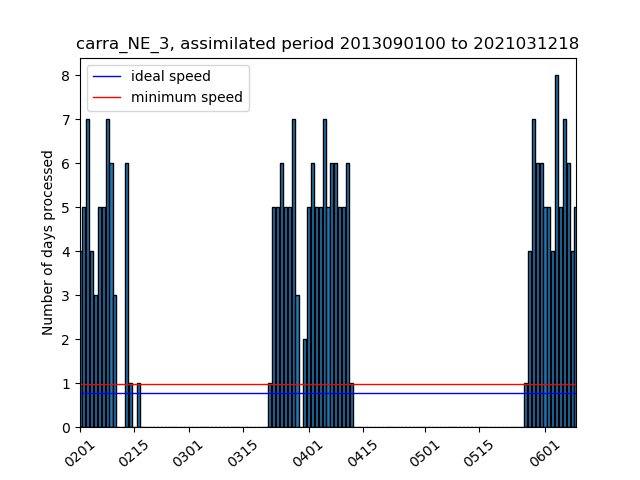 carra_NE_3, assimilated period 2013090100 to 2021031218
ideal speed
minimum speed
Number of days processed
8
7
6
5
4
3
2
1
0
0201 0215 0301 0315 0401 0415 0501 0515 0601